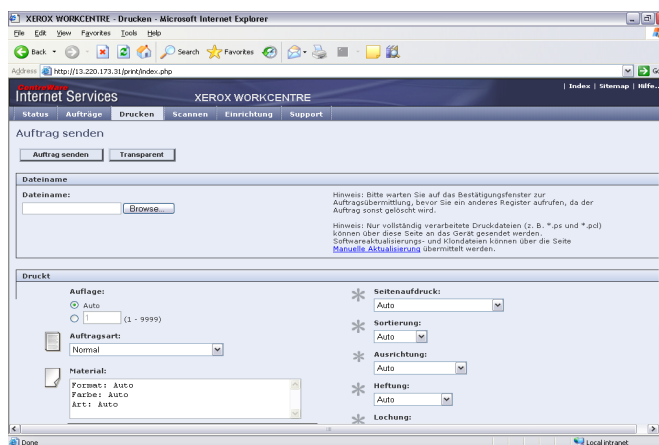 XEROX WORKCENTRE - Drucken - Microsoft Internet Explorer
File Edit View Favorites Tools Help
Back Search Favorites
Address http://13.220.173.31/print/index.php Go
CentreWare
Internet Services XEROX WORKCENTRE | Index | Sitemap | Hilfe...
Status Aufträge Drucken Scannen Einrichtung Support
Auftrag senden
Auftrag senden Transparent
Dateiname
Dateiname:
Browse...
Hinweis: Bitte warten Sie auf das Bestätigungsfenster zur
Auftragsübermittlung, bevor Sie ein anderes Register aufrufen, da der
Auftrag sonst gelöscht wird.
Hinweis: Nur vollständig verarbeitete Druckdateien (z. B. *.ps und *.pcl)
können über diese Seite an das Gerät gesendet werden.
Softwareaktualisierungs- und Klondateien können über die Seite
Manuelle Aktualisierung übermittelt werden.
Druckt
Auflage:
Auto
1 (1 - 9999)
Auftragsart:
Normal
Material:
Format: Auto
Farbe: Auto
Art: Auto
Seitenaufdruck:
Auto
Sortierung:
Auto
Ausrichtung:
Auto
Heftung:
Auto
Lochung:
Done Local intranet